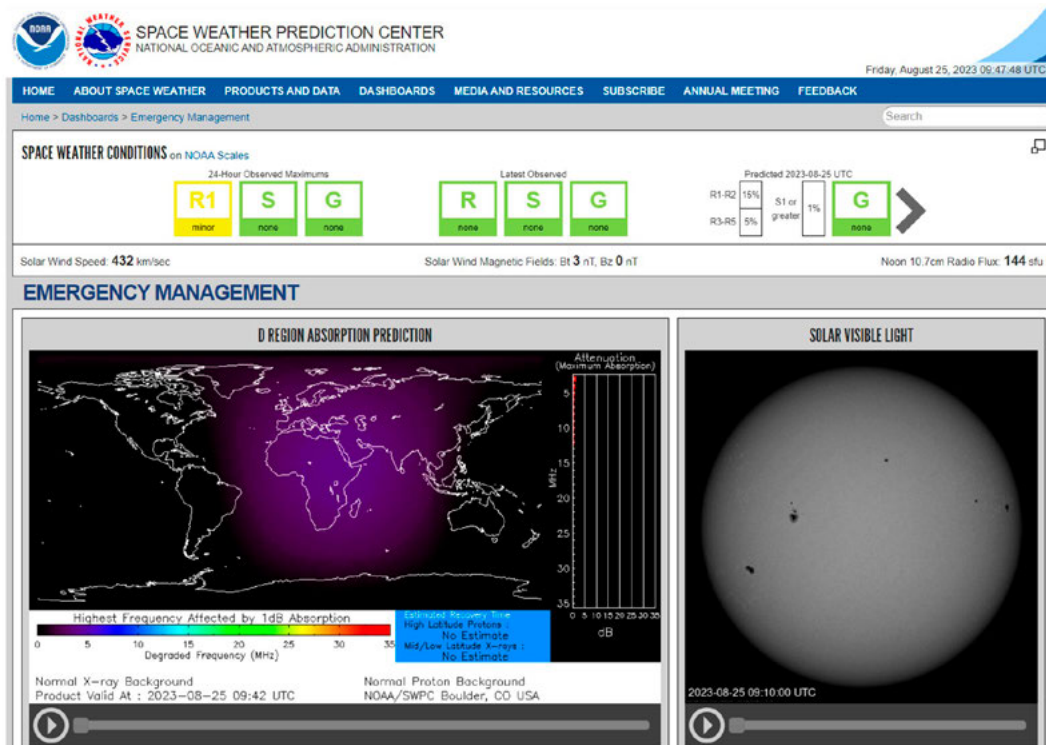 NOAA
SPACE WEATHER PREDICTION CENTER
NATIONAL OCEANIC AND ATMOSPHERIC ADMINISTRATION
Friday, August 25, 2023 09:47:48 UTC
HOME ABOUT SPACE WEATHER PRODUCTS AND DATA DASHBOARDS MEDIA AND RESOURCES SUBSCRIBE ANNUAL MEETING FEEDBACK
Home > Dashboards > Emergency Management
Search
SPACE WEATHER CONDITIONS on NOAA Scales
24-Hour Observed Maximums
R1 S G
minor none none
Latest Observed
R S G
none none none
Predicted 2023-08-25 UTC
R1-R2 15%
R3-R5 5%
S1 or greater 1%
G
none
Solar Wind Speed: 432 km/sec
Solar Wind Magnetic Fields: Bt 3 nT, Bz 0 nT
Noon 10.7cm Radio Flux: 144 sfu
EMERGENCY MANAGEMENT
D REGION ABSORPTION PREDICTION
Attenuation
(Maximum Absorption)
5
10
15
20
25
30
35
MHz
0 5 10 15 20 25 30 35
dB
Highest Frequency Affected by 1dB Absorption
0 5 10 15 20 25 30 35
Degraded Frequency (MHz)
Estimated Recovery Time
High Latitude Protons :
No Estimate
Mid/Low Latitude X-rays :
No Estimate
Normal X-ray Background
Product Valid At : 2023-08-25 09:42 UTC
Normal Proton Background
NOAA/SWPC Boulder, CO USA
SOLAR VISIBLE LIGHT
2023-08-25 09:10:00 UTC